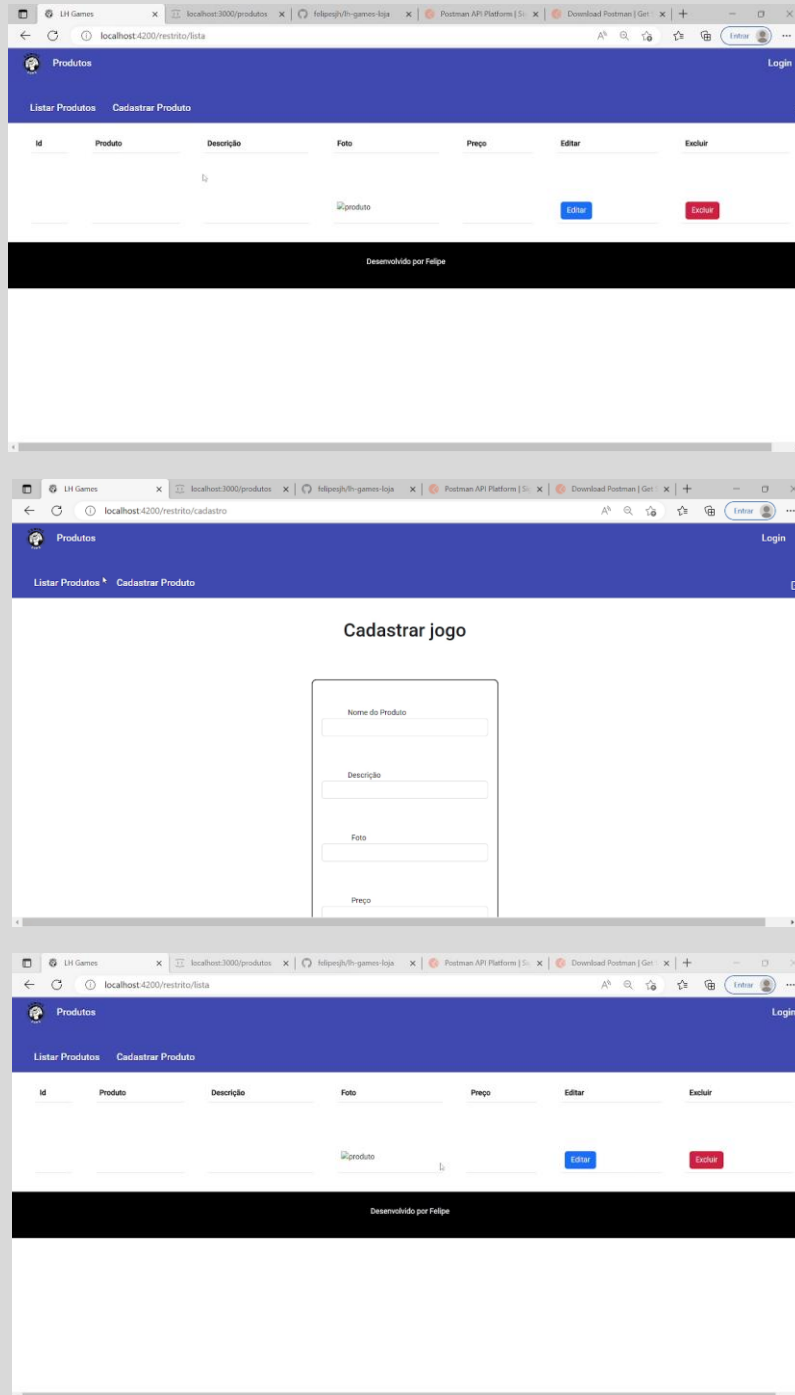 LH Games localhost:3000/produtos felipesjh/lh-games-loja Postman API Platform | Si Download Postman | Get
localhost:4200/restrito/lista Entrar
Produtos Login
Listar Produtos Cadastrar Produto
Id Produto Descrição Foto Preço Editar Excluir
produto Editar Excluir
Desenvolvido por Felipe
LH Games localhost:3000/produtos felipesjh/lh-games-loja Postman API Platform | Si Download Postman | Get
localhost:4200/restrito/cadastro Entrar
Produtos Login
Listar Produtos Cadastrar Produto
Cadastrar jogo
Nome do Produto
Descrição
Foto
Preço
LH Games localhost:3000/produtos felipesjh/lh-games-loja Postman API Platform | Si Download Postman | Get
localhost:4200/restrito/lista Entrar
Produtos Login
Listar Produtos Cadastrar Produto
Id Produto Descrição Foto Preço Editar Excluir
produto Editar Excluir
Desenvolvido por Felipe